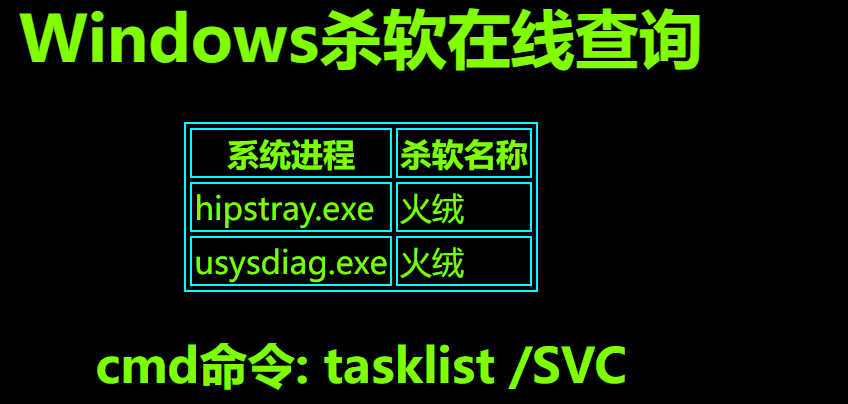 Windows杀软在线查询
系统进程 杀软名称
hipstray.exe 火绒
usysdiag.exe 火绒
cmd命令: tasklist /SVC